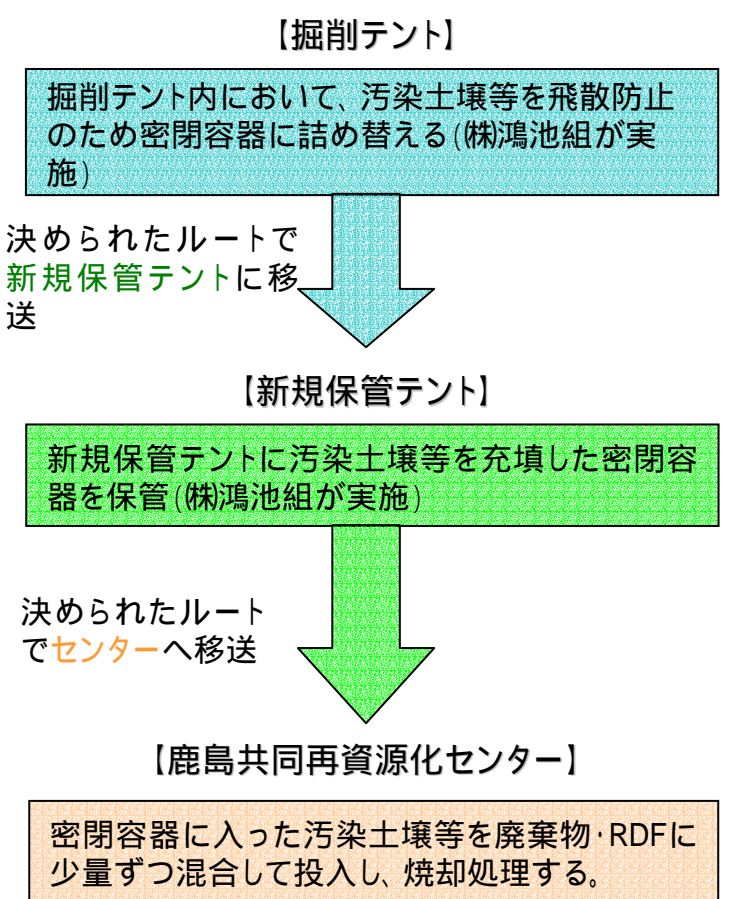 【掘削テント】
掘削テント内において、汚染土壌等を飛散防止
のため密閉容器に詰め替える(㈱鴻池組が実
施)
決められたルートで
新規保管テントに移
送
【新規保管テント】
新規保管テントに汚染土壌等を充填した密閉容
器を保管(㈱鴻池組が実施)
決められたルート
でセンターへ移送
【鹿島共同再資源化センター】
密閉容器に入った汚染土壌等を廃棄物・RDFに
少量ずつ混合して投入し、焼却処理する。